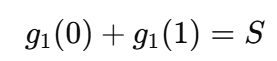 g₁(0) + g₁(1) = S